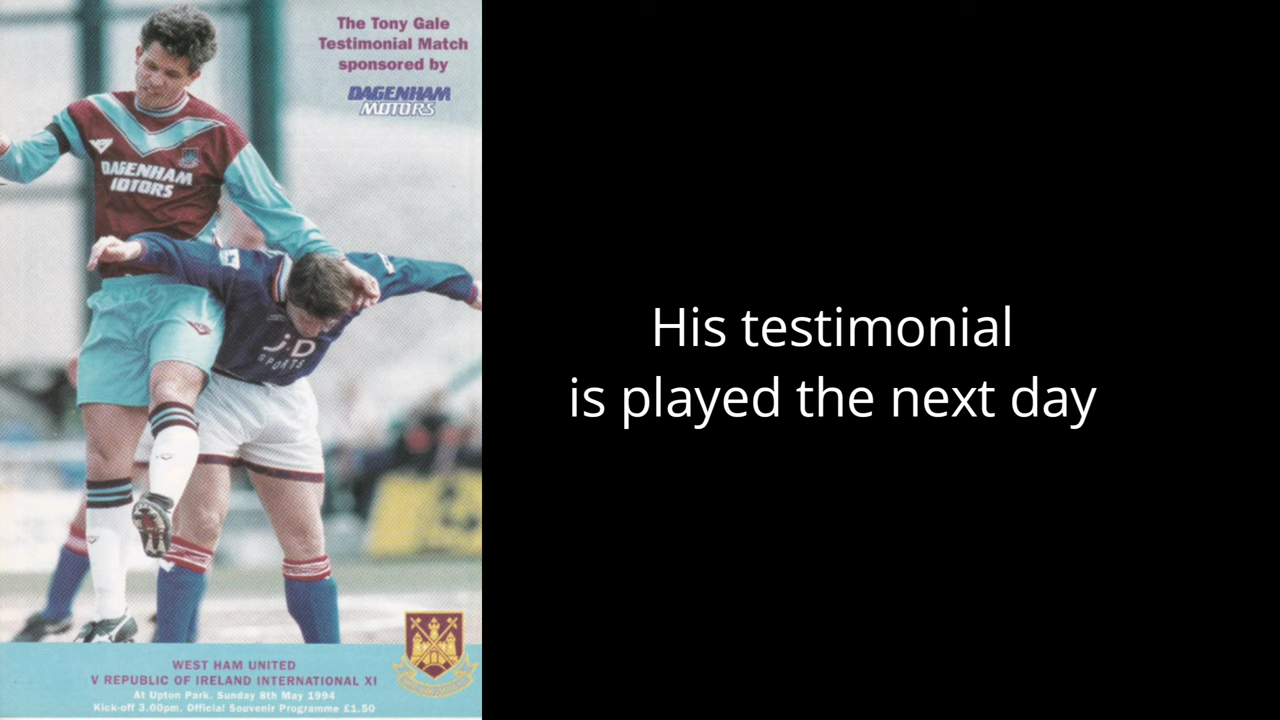 The Tony Gale
Testimonial Match
sponsored by
DAGENHAM
MOTORS
DAGENHAM
MOTORS
J.D
SPORTS
His testimonial
is played the next day
WEST HAM UNITED
V REPUBLIC OF IRELAND INTERNATIONAL XI
At Upton Park. Sunday 8th May 1994
Kick-off 3.00pm. Official Souvenir Programme £1.50